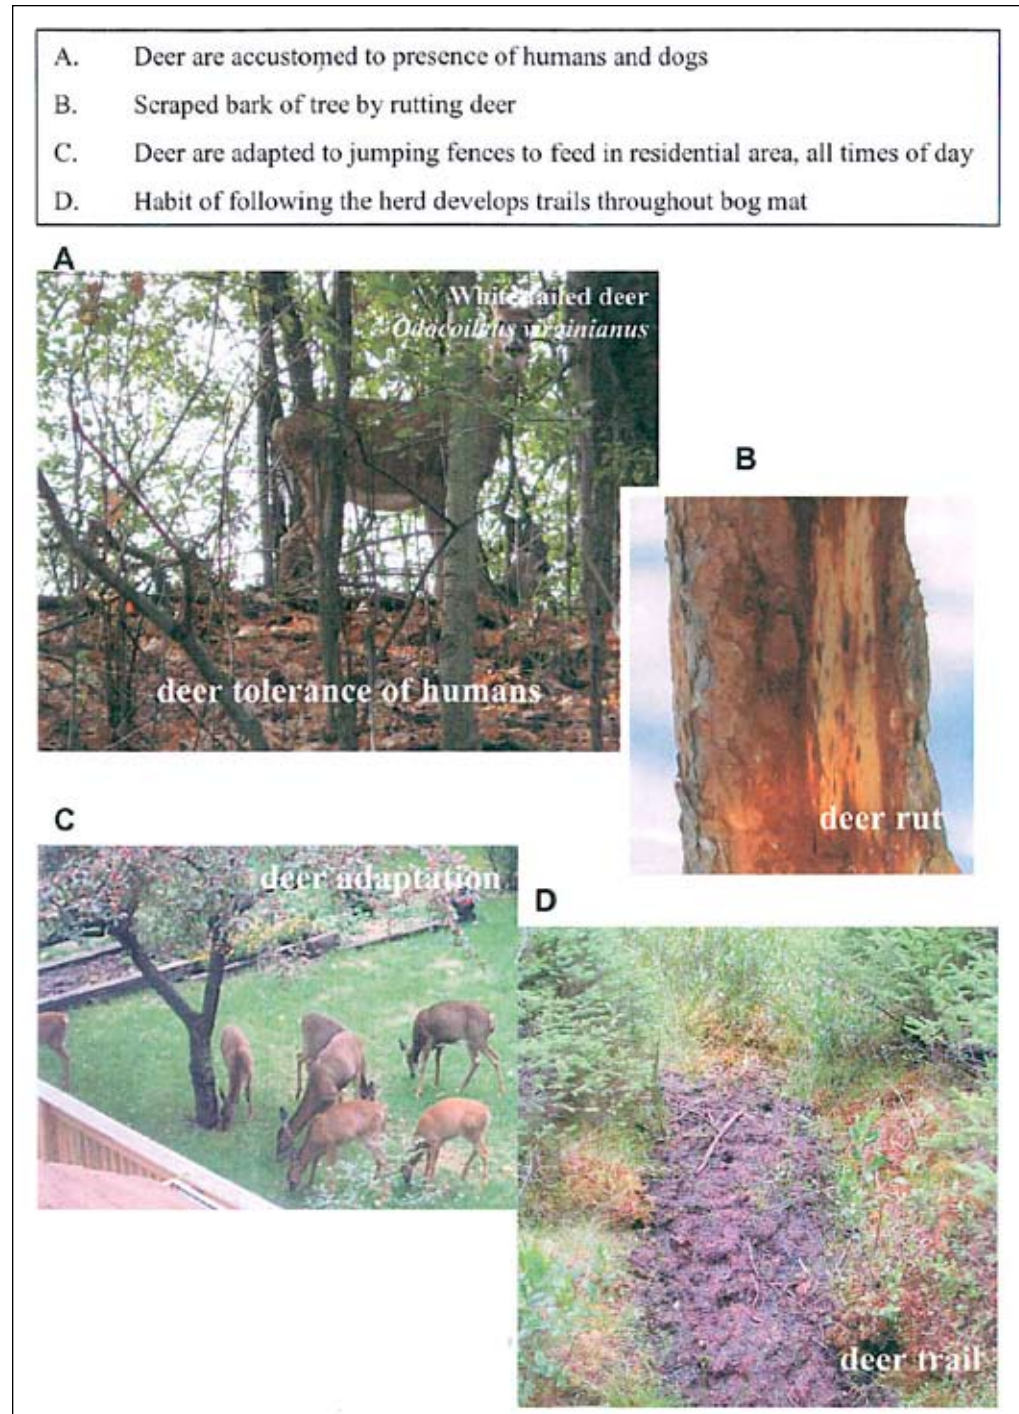 A. Deer are accustomed to presence of humans and dogs
B. Scraped bark of tree by rutting deer
C. Deer are adapted to jumping fences to feed in residential area, all times of day
D. Habit of following the herd develops trails throughout bog mat
A
White-tailed deer
Odocoileus virginianus
deer tolerance of humans
B
deer rut
C
deer adaptation
D
deer trail